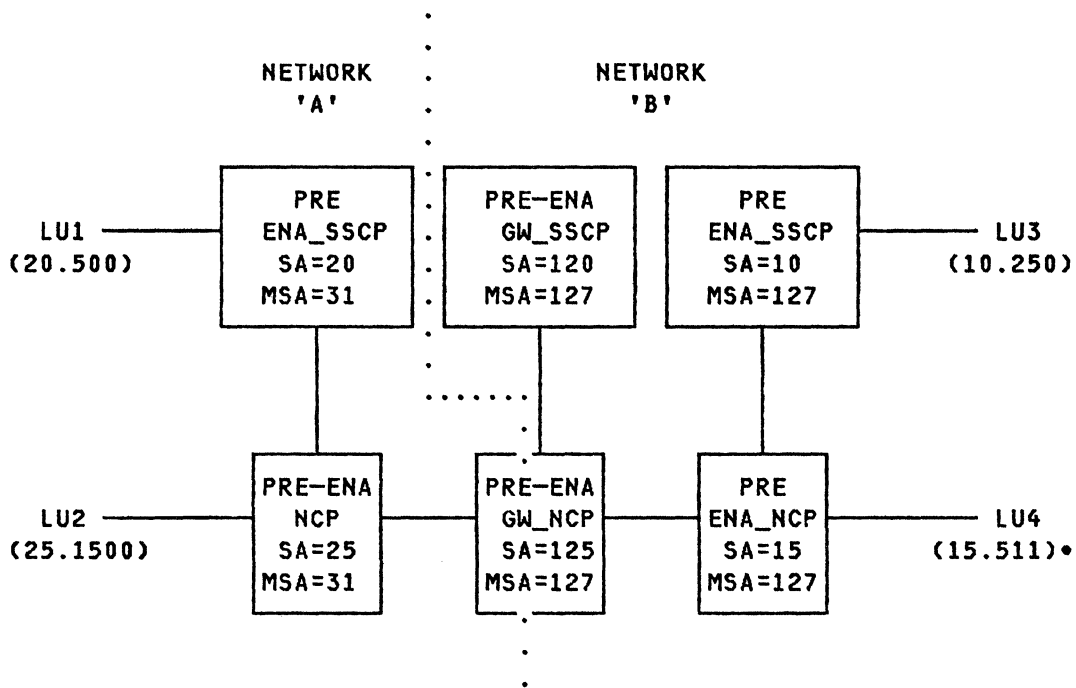 NETWORK
'A'
NETWORK
'B'
PRE
ENA_SSCP
SA=20
MSA=31
PRE-ENA
GW_SSCP
SA=120
MSA=127
PRE
ENA_SSCP
SA=10
MSA=127
LU1
(20.500)
LU3
(10.250)
PRE-ENA
NCP
SA=25
MSA=31
PRE-ENA
GW_NCP
SA=125
MSA=127
PRE
ENA_NCP
SA=15
MSA=127
LU2
(25.1500)
LU4
(15.511)•